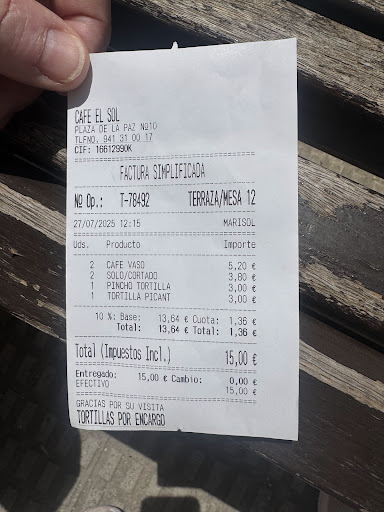 CAFE EL SOL
PLAZA DE LA PAZ Nº10
TLFNO. 941 31 00 17
CIF: 16612990K
FACTURA SIMPLIFICADA
Nº Op.: T-78492 TERRAZA/MESA 12
27/07/2025 12:15 MARISOL
Uds. Producto Importe
2 CAFE VASO 5,20 €
2 SOLO/CORTADO 3,80 €
1 PINCHO TORTILLA 3,00 €
1 TORTILLA PICANT 3,00 €
10 %: Base: 13,64 € Cuota: 1,36 €
Total: 13,64 € Total: 1,36 €
Total (Impuestos Incl.) 15,00 €
Entregado: 15,00 € Cambio: 0,00 €
EFECTIVO 15,00 €
GRACIAS POR SU VISITA
TORTILLAS POR ENCARGO